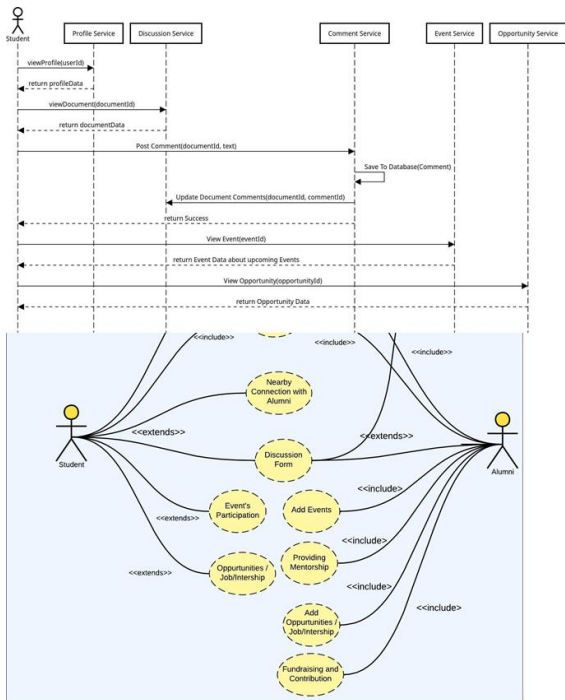 Student
Profile Service
Discussion Service
Comment Service
Event Service
Opportunity Service
viewProfile(userId)
return profileData
viewDocument(documentId)
return documentData
Post Comment(documentId, text)
Save To Database(Comment)
Update Document Comments(documentId, commentId)
return Success
View Event(eventId)
return Event Data about upcoming Events
View Opportunity(opportunityId)
return Opportunity Data
<<include>>
<<include>>
<<include>>
Nearby
Connection with
Alumni
<<extends>>
<<extends>>
Student
Discussion
Form
Alumni
<<include>
Event's
Participation
Add Events
<<extends>>
<<include>
Oppurtunities /
Job/Intership
Providing
Mentorship
<<extends>>
<<include>
Add
Oppurtunities /
Job/Intership
<<include>
Fundraising and
Contribution